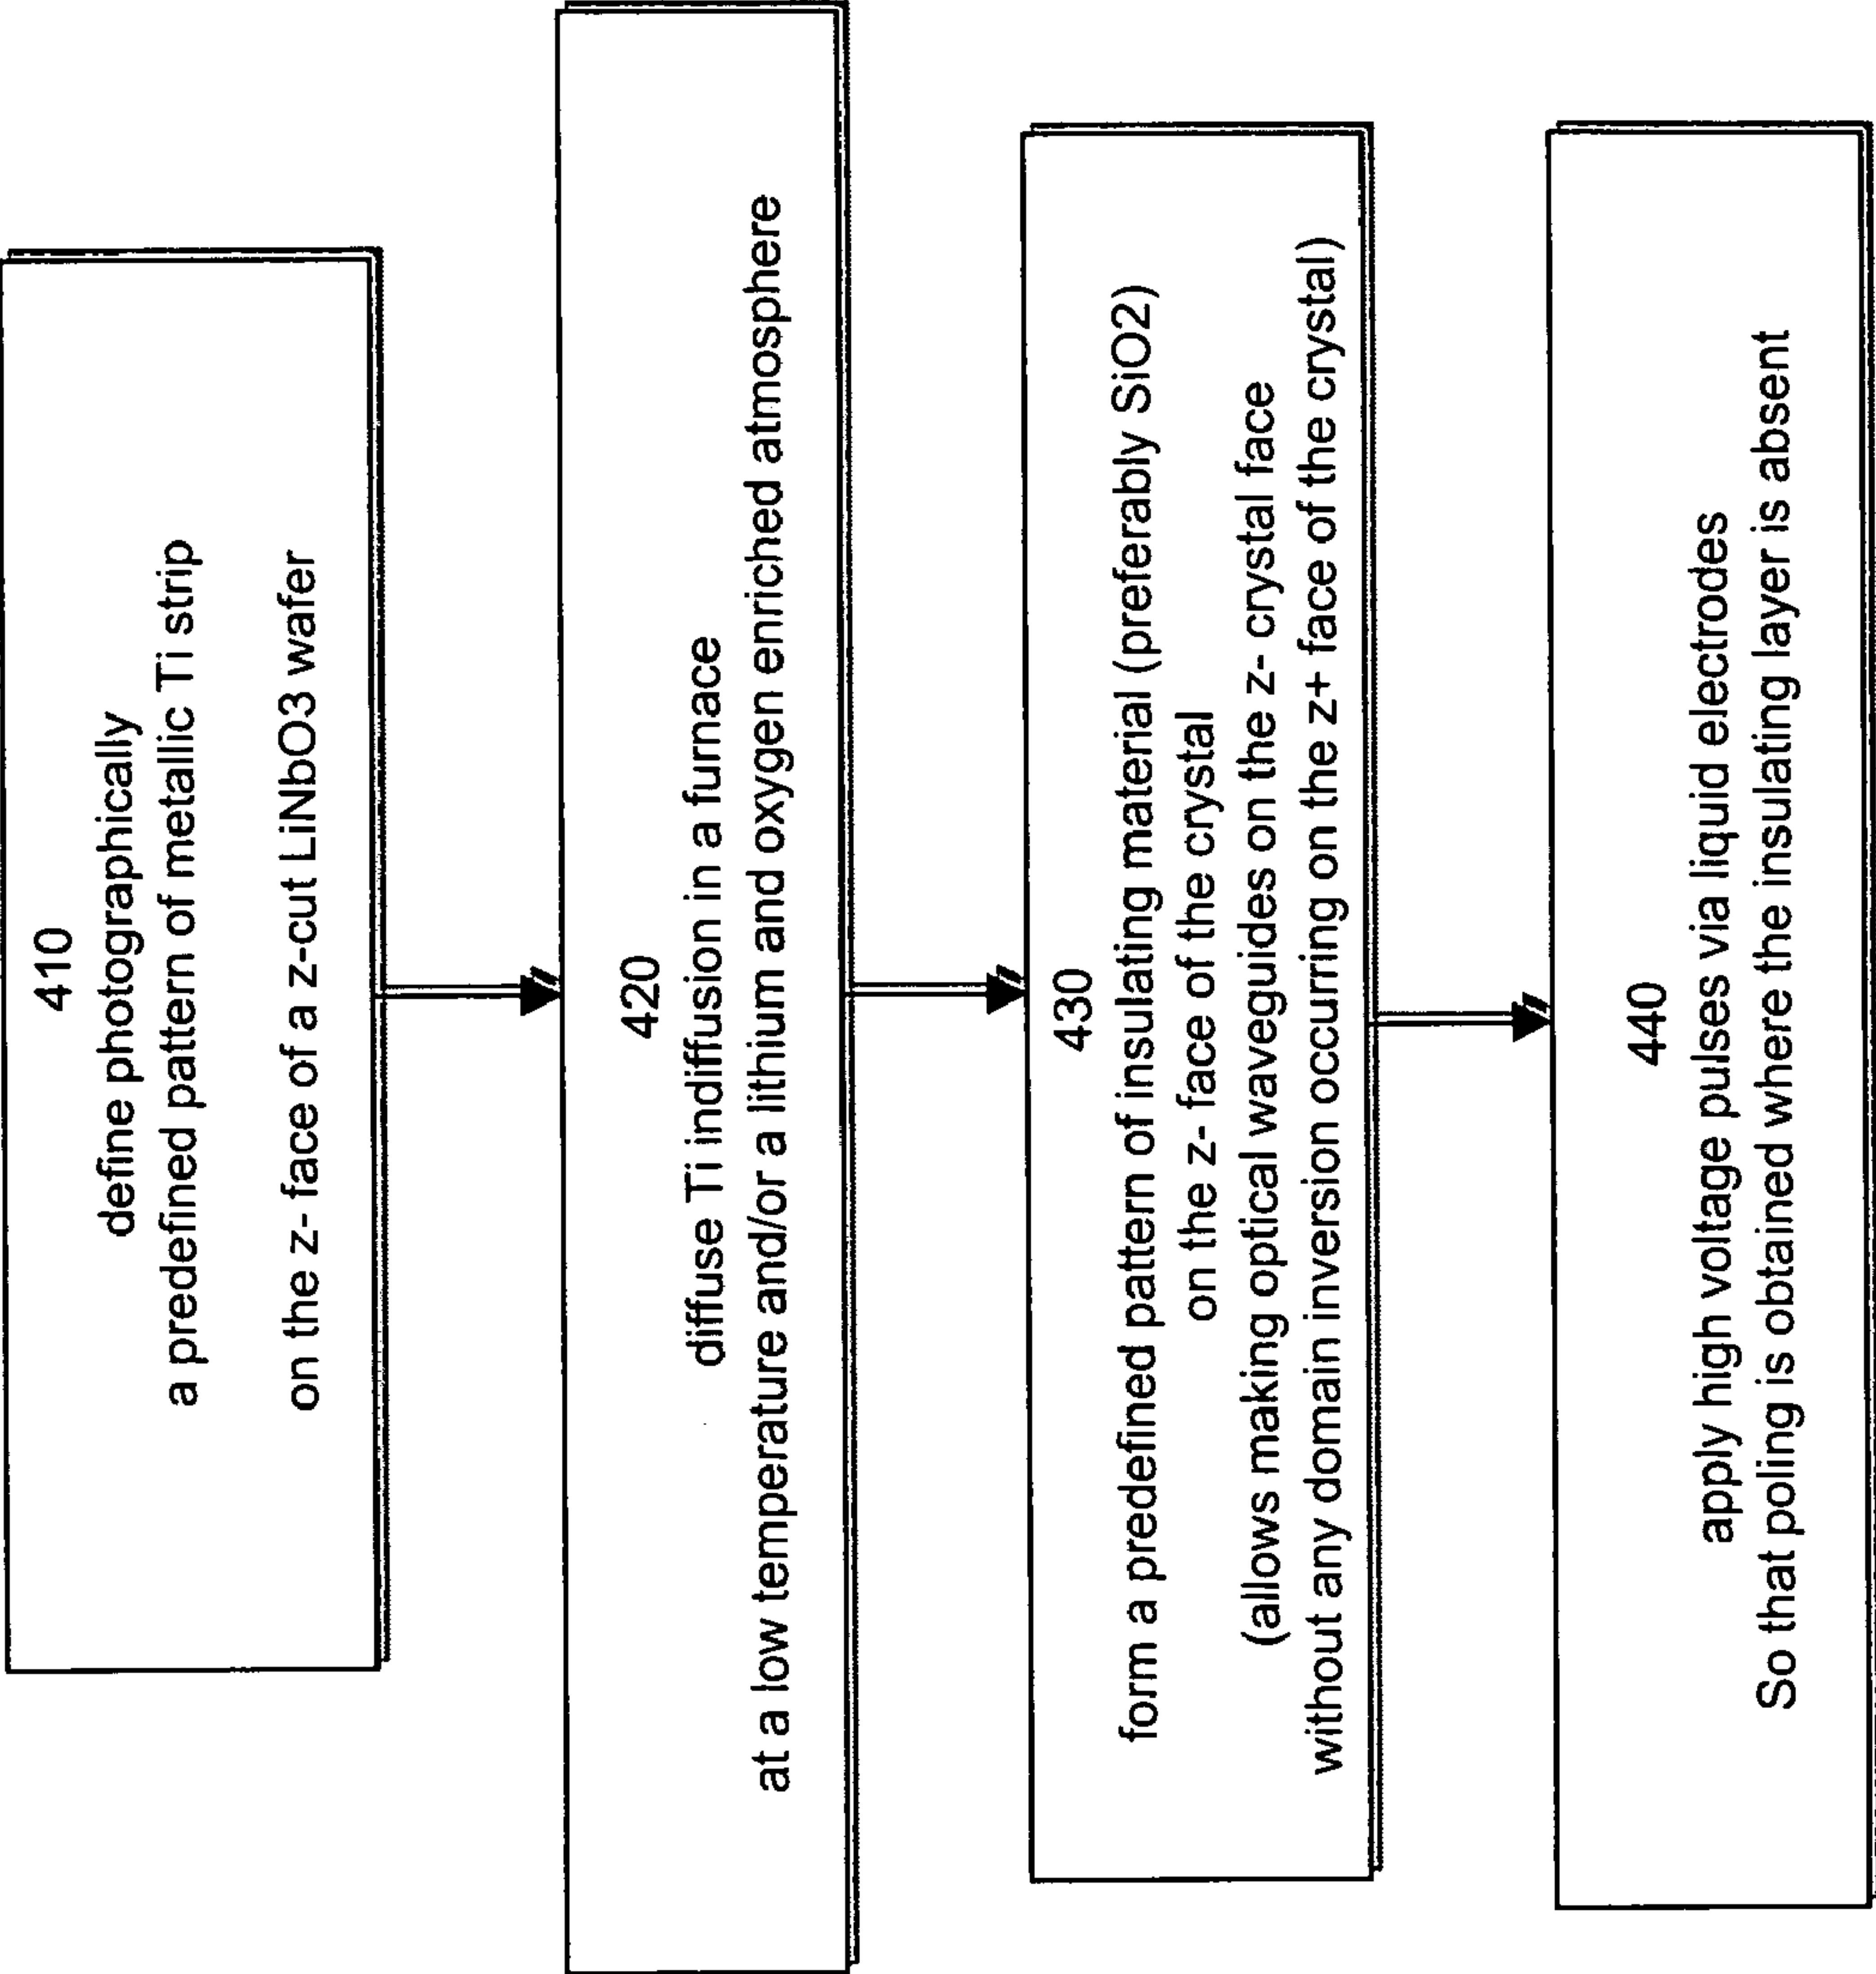 410
define photographically
a predefined pattern of metallic Ti strip
on the z- face of a z-cut LiNbO3 wafer
420
diffuse Ti indiffusion in a furnace
at a low temperature and/or a lithium and oxygen enriched atmosphere
430
form a predefined pattern of insulating material (preferably SiO2)
on the z- face of the crystal
(allows making optical waveguides on the z- crystal face
without any domain inversion occurring on the z+ face of the crystal)
440
apply high voltage pulses via liquid electrodes
So that poling is obtained where the insulating layer is absent